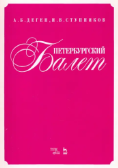 А. Б. ДЕГЕН, И. В. СТУПНИКОВ
ПЕТЕРБУРГСКИЙ
Балет